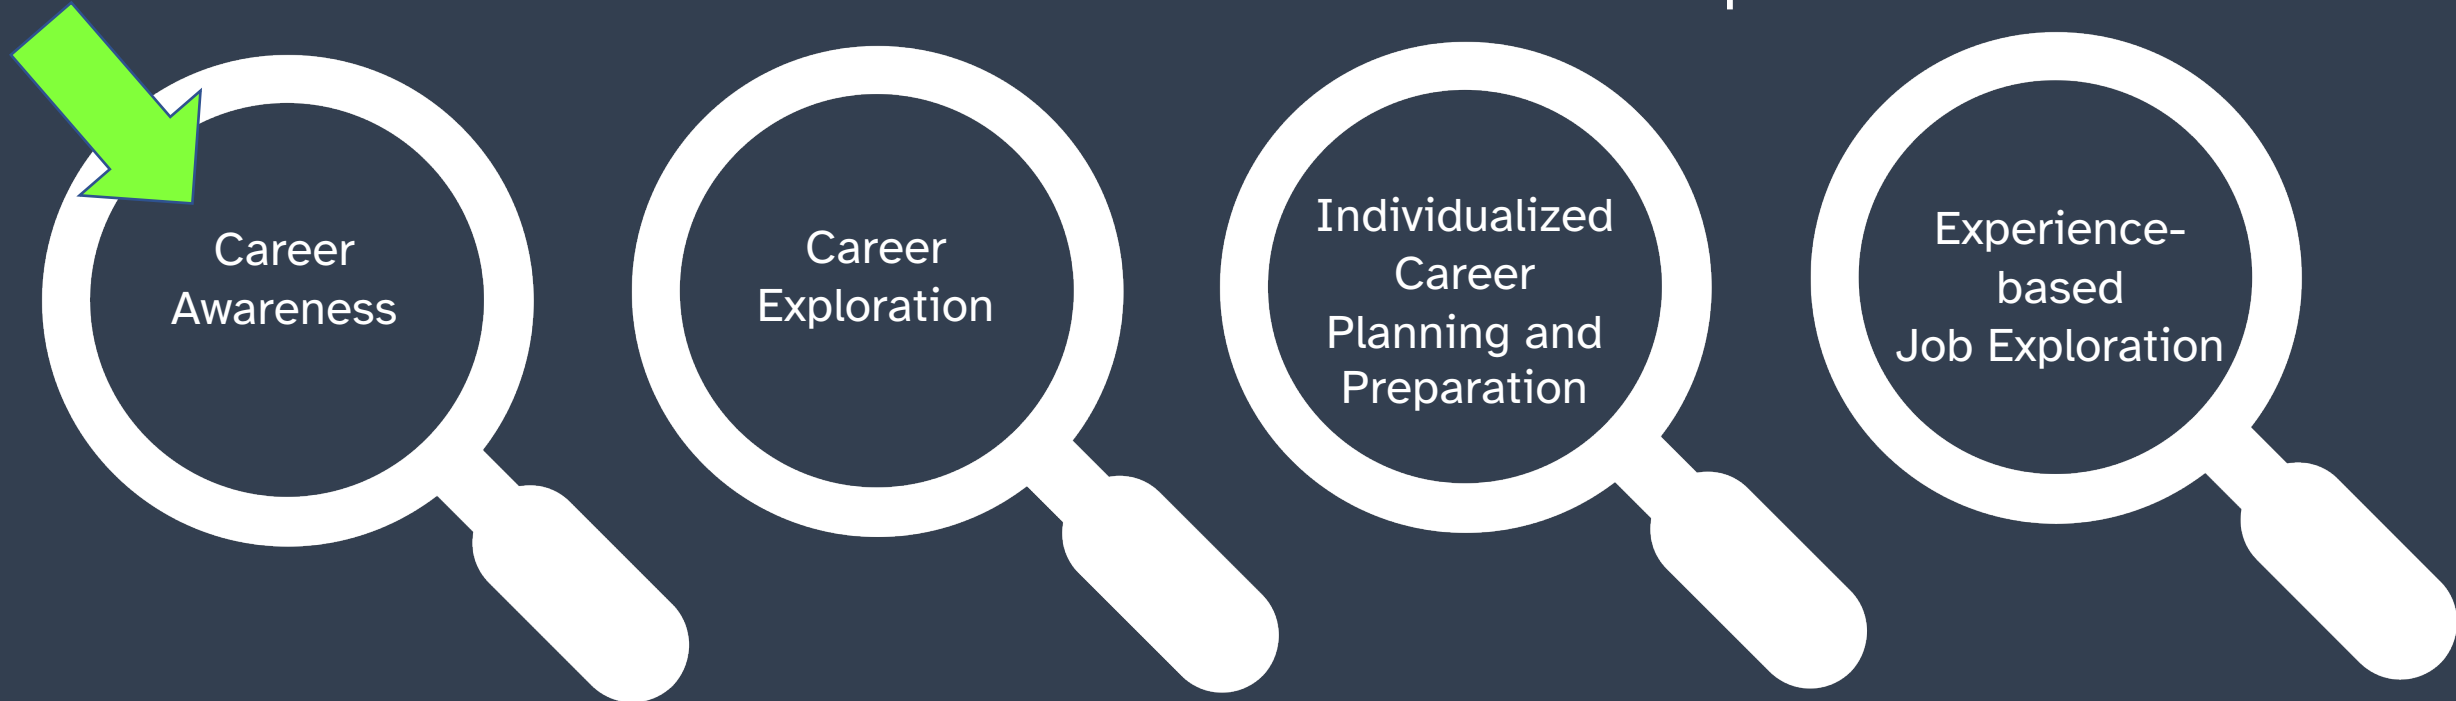 Career
Awareness
Career
Exploration
Individualized
Career
Planning and
Preparation
Experience-
based
Job Exploration